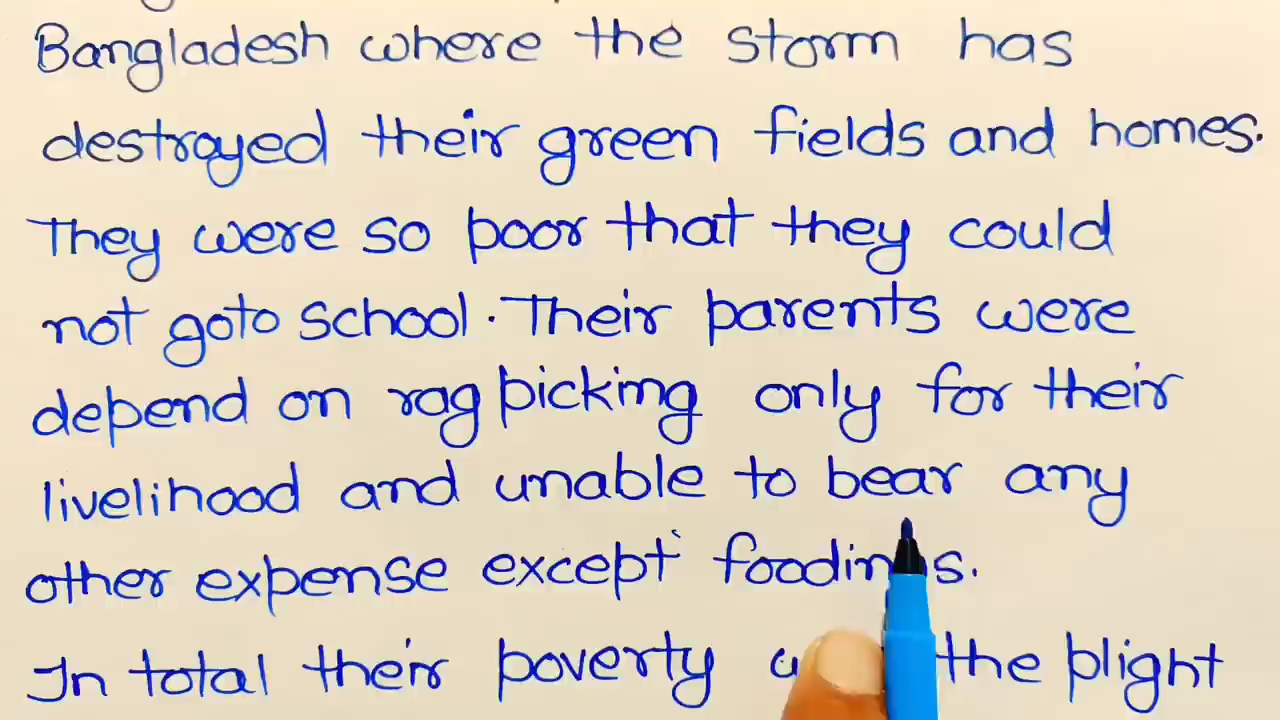 Bangladesh where the storm has
destroyed their green fields and homes.
They were so poor that they could
not goto school. Their parents were
depend on rag picking only for their
livelihood and unable to bear any
other expense except
In total their poverty the plight